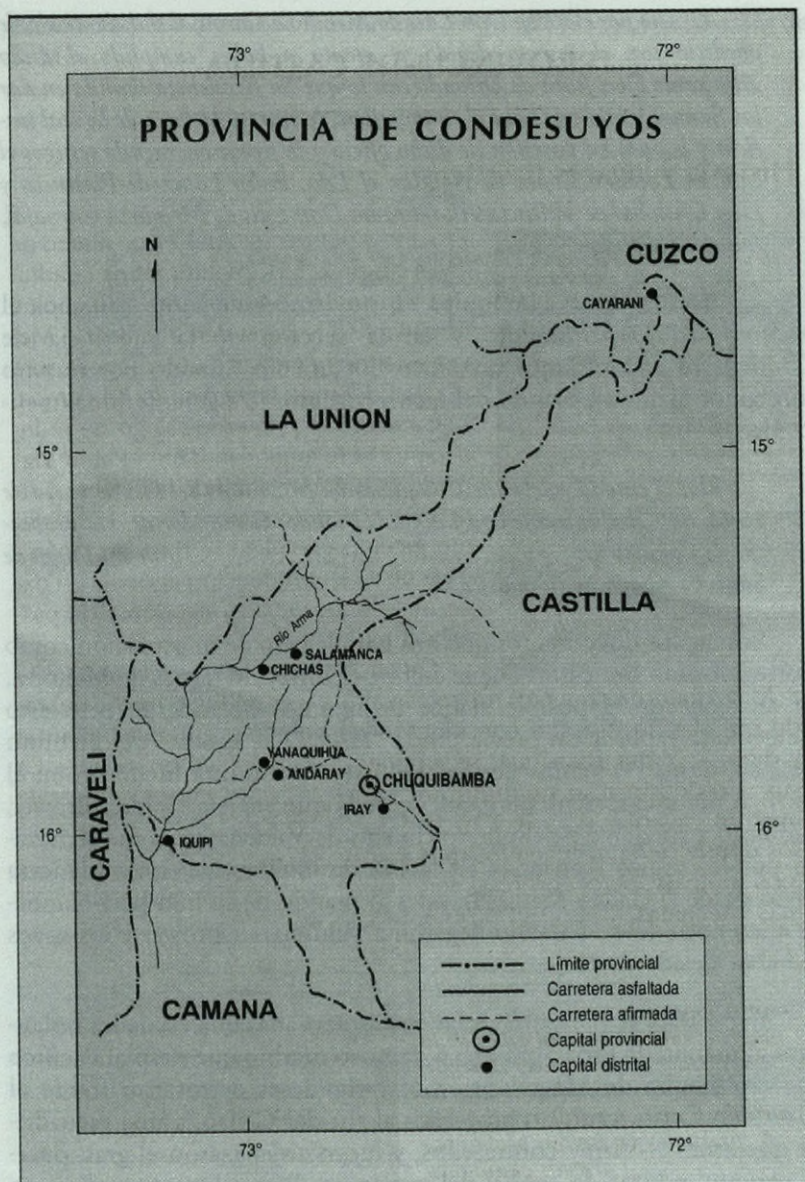 73°
72°
PROVINCIA DE CONDESUYOS
N
CUZCO
CAYARANI
LA UNION
15°
15°
CASTILLA
Río Arma
SALAMANCA
CHICHAS
YANAQUIHUA
ANDARAY
CHUQUIBAMBA
IRAY
CARAVELI
16°
16°
IQUIPI
CAMANA
Límite provincial
Carretera asfaltada
Carretera afirmada
Capital provincial
Capital distrital
73°
72°